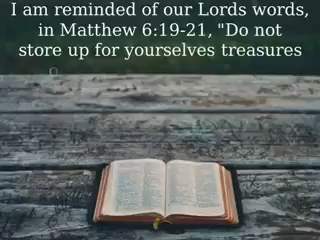 I am reminded of our Lords words,
in Matthew 6:19-21, "Do not
store up for yourselves treasures